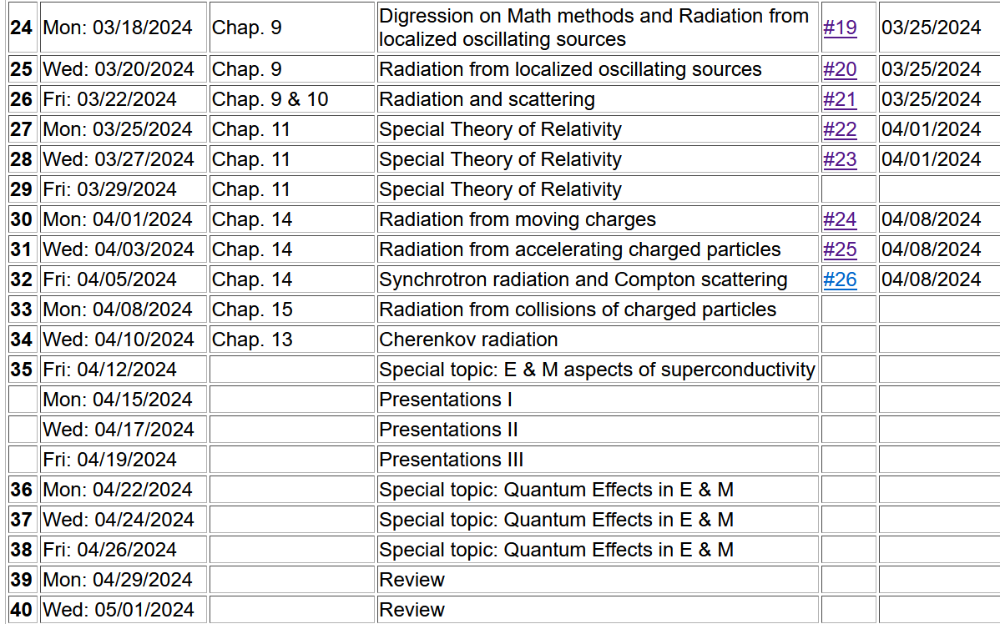 24 Mon: 03/18/2024 Chap. 9 Digression on Math methods and Radiation from #19 03/25/2024
localized oscillating sources
25 Wed: 03/20/2024 Chap. 9 Radiation from localized oscillating sources #20 03/25/2024
26 Fri: 03/22/2024 Chap. 9 & 10 Radiation and scattering #21 03/25/2024
27 Mon: 03/25/2024 Chap. 11 Special Theory of Relativity #22 04/01/2024
28 Wed: 03/27/2024 Chap. 11 Special Theory of Relativity #23 04/01/2024
29 Fri: 03/29/2024 Chap. 11 Special Theory of Relativity
30 Mon: 04/01/2024 Chap. 14 Radiation from moving charges #24 04/08/2024
31 Wed: 04/03/2024 Chap. 14 Radiation from accelerating charged particles #25 04/08/2024
32 Fri: 04/05/2024 Chap. 14 Synchrotron radiation and Compton scattering #26 04/08/2024
33 Mon: 04/08/2024 Chap. 15 Radiation from collisions of charged particles
34 Wed: 04/10/2024 Chap. 13 Cherenkov radiation
35 Fri: 04/12/2024 Special topic: E & M aspects of superconductivity
Mon: 04/15/2024 Presentations I
Wed: 04/17/2024 Presentations II
Fri: 04/19/2024 Presentations III
36 Mon: 04/22/2024 Special topic: Quantum Effects in E & M
37 Wed: 04/24/2024 Special topic: Quantum Effects in E & M
38 Fri: 04/26/2024 Special topic: Quantum Effects in E & M
39 Mon: 04/29/2024 Review
40 Wed: 05/01/2024 Review